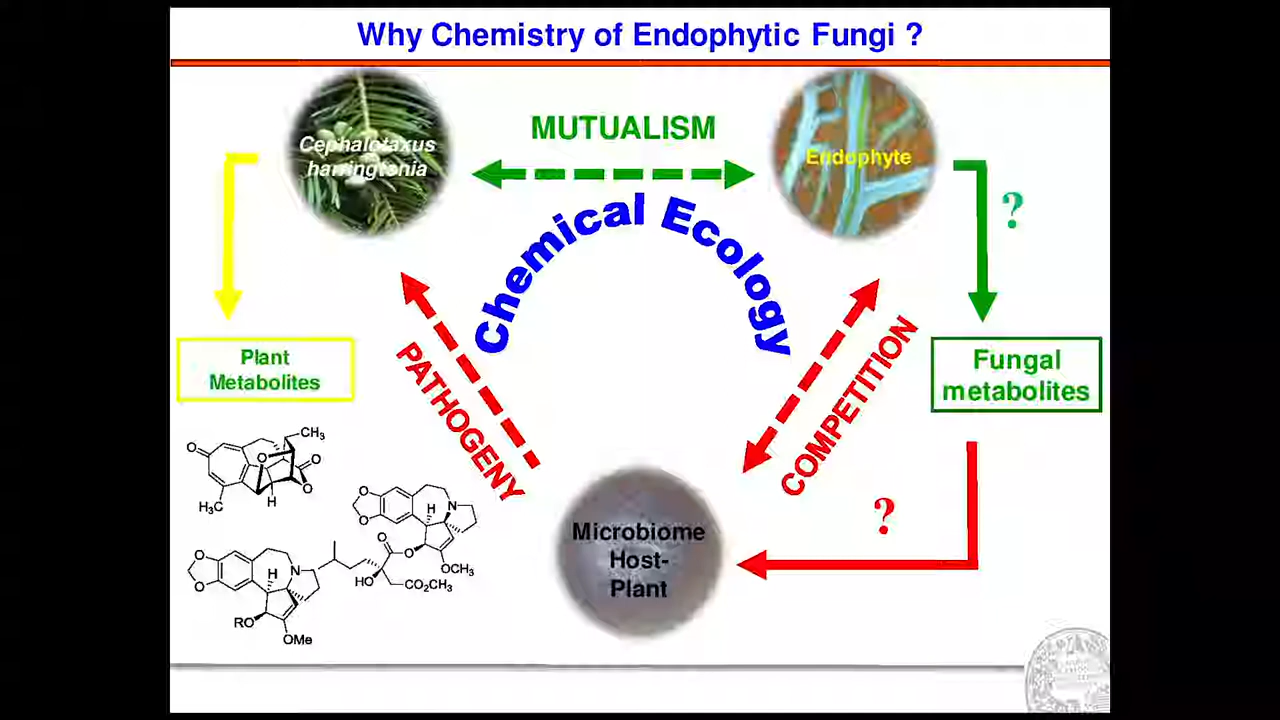 Why Chemistry of Endophytic Fungi ?
Cephalotaxus
harringtonia
MUTUALISM
Endophyte
?
Chemical Ecology
PATHOGENY
COMPETITION
Plant
Metabolites
Fungal
metabolites
?
Microbiome
Host-
Plant
O
CH3
O
O
O
H3C
H
O
O
H
N
O
O
OCH3
HO
CO2CH3
O
O
H
N
RO
OMe